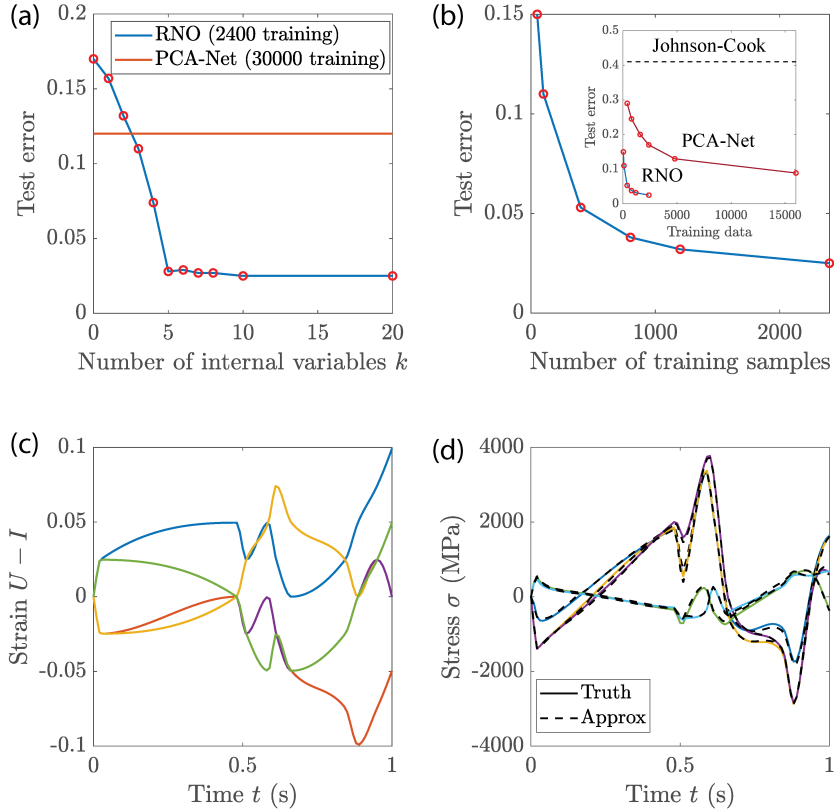 (a)
RNO (2400 training)
PCA-Net (30000 training)
0.2
0.15
0.1
0.05
0
Test error
0 5 10 15 20
Number of internal variables k
(b)
0.15
0.1
0.05
0
Test error
0 1000 2000
Number of training samples
Johnson-Cook
PCA-Net
RNO
0.5
0.4
0.3
0.2
0.1
0
Test error
0 5000 10000 15000
Training data
(c)
0.1
0.05
0
-0.05
-0.1
Strain U − I
0 0.5 1
Time t (s)
(d)
4000
2000
0
-2000
-4000
Stress σ (MPa)
Truth
Approx
0 0.5 1
Time t (s)